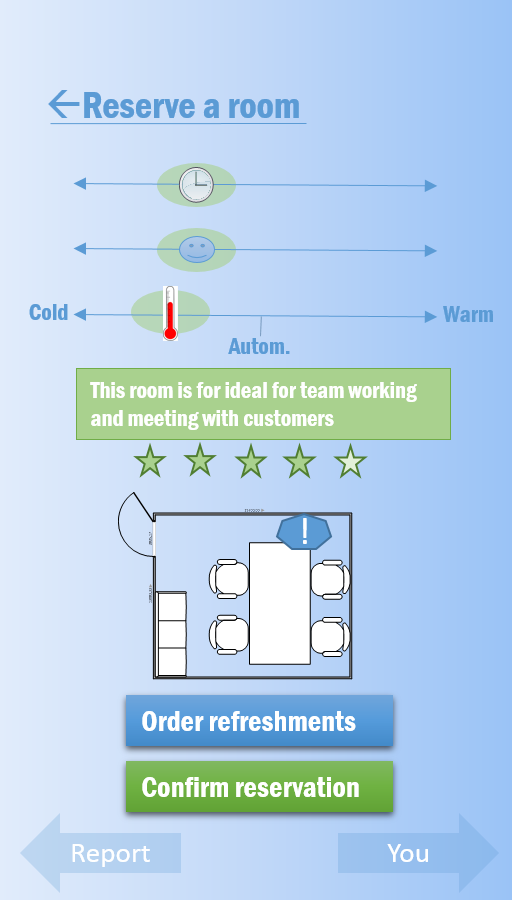 Reserve a room
Cold
Warm
Autom.
This room is for ideal for team working
and meeting with customers
!
Order refreshments
Confirm reservation
Report
You